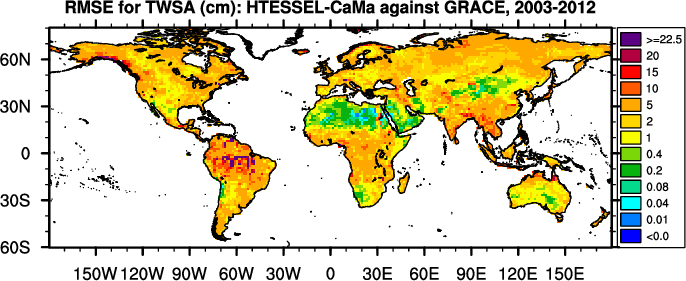 RMSE for TWSA (cm): HTESSEL-CaMa against GRACE, 2003-2012
60N
30N
0
30S
60S
150W 120W 90W 60W 30W 0 30E 60E 90E 120E 150E
>=22.5
20
15
10
5
2
1
0.4
0.2
0.08
0.04
0.01
<0.0